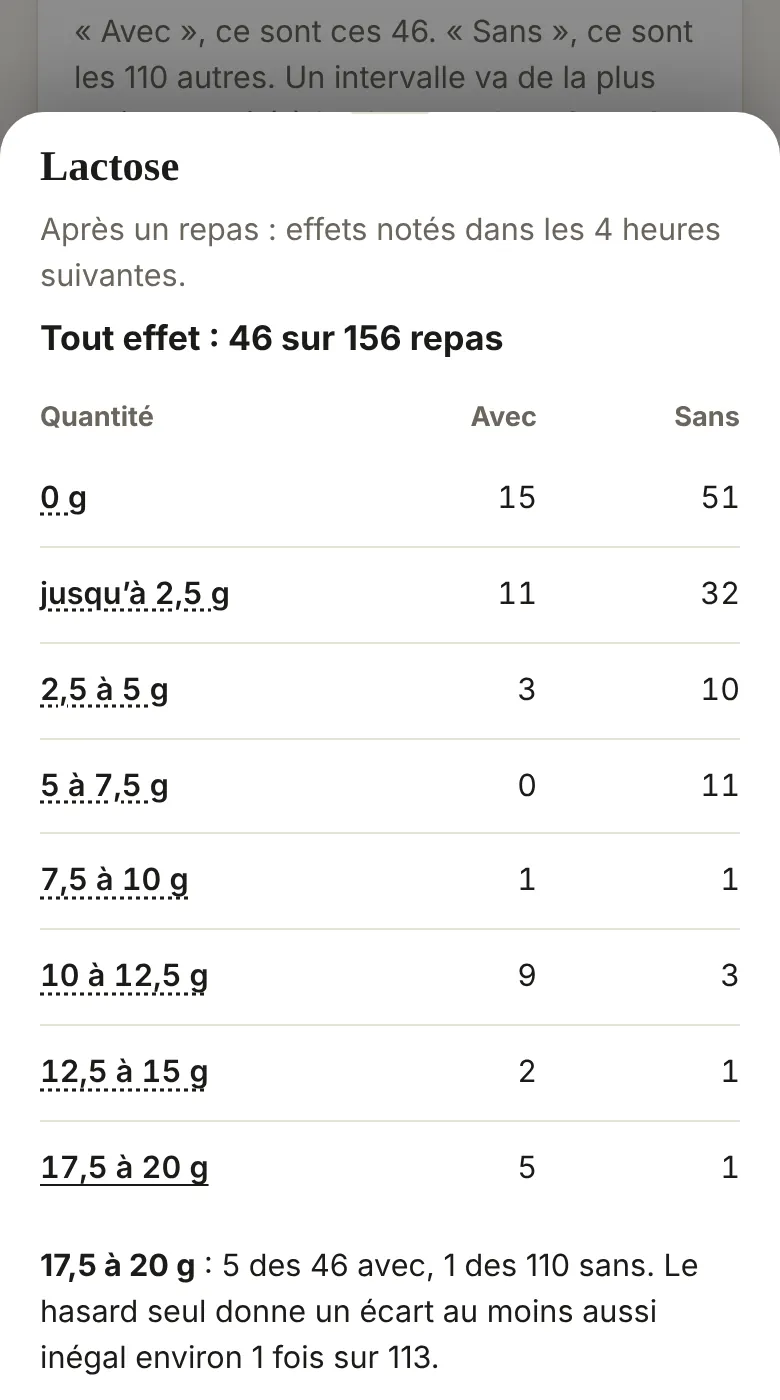 « Avec », ce sont ces 46. « Sans », ce sont
les 110 autres. Un intervalle va de la plus
Lactose
Après un repas : effets notés dans les 4 heures
suivantes.
Tout effet : 46 sur 156 repas
Quantité Avec Sans
0 g 15 51
jusqu’à 2,5 g 11 32
2,5 à 5 g 3 10
5 à 7,5 g 0 11
7,5 à 10 g 1 1
10 à 12,5 g 9 3
12,5 à 15 g 2 1
17,5 à 20 g 5 1
17,5 à 20 g : 5 des 46 avec, 1 des 110 sans. Le
hasard seul donne un écart au moins aussi
inégal environ 1 fois sur 113.